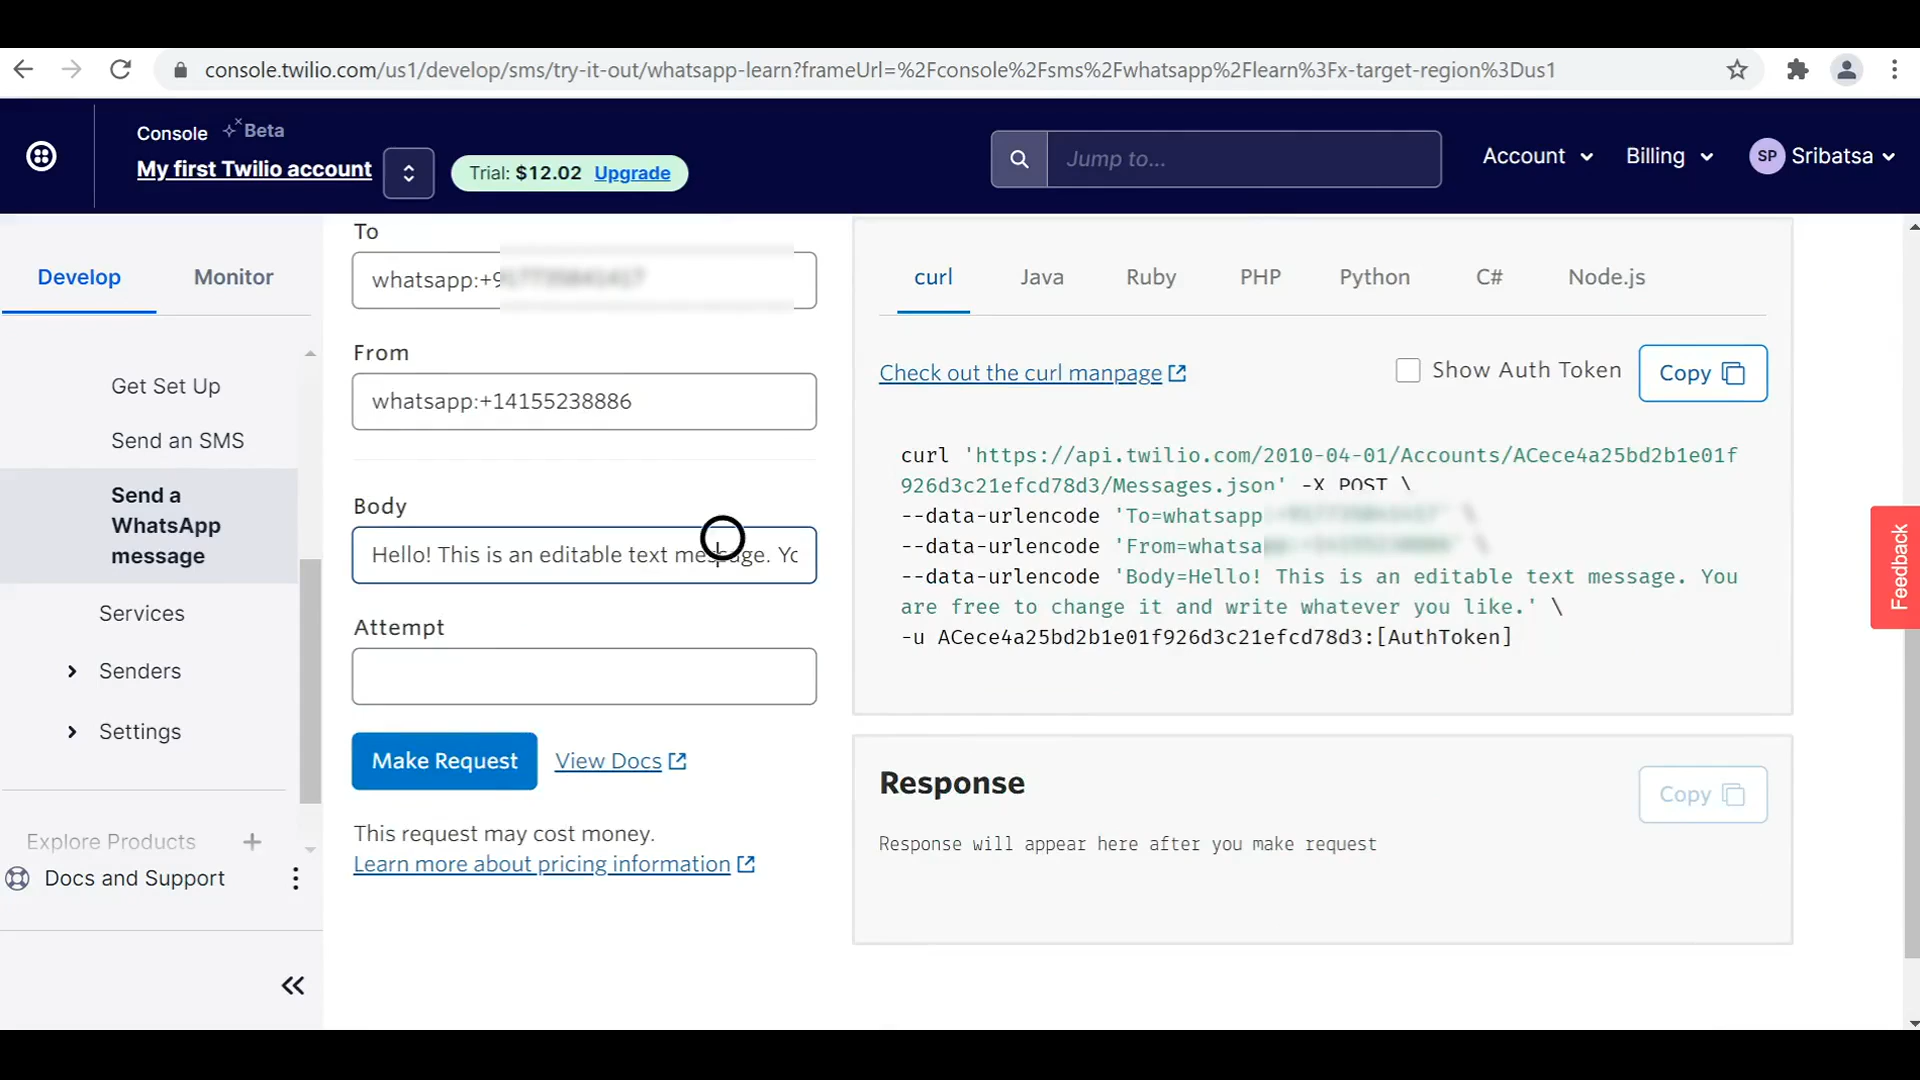 console.twilio.com/us1/develop/sms/try-it-out/whatsapp-learn?frameUrl=%2Fconsole%2Fsms%2Fwhatsapp%2Flearn%3Fx-target-region%3Dus1
Console Beta
My first Twilio account
Trial: $12.02 Upgrade
Jump to...
Account
Billing
SP Sribatsa
Develop
Monitor
Get Set Up
Send an SMS
Send a
WhatsApp
message
Services
Senders
Settings
Explore Products +
Docs and Support
To
whatsapp:+9
From
whatsapp:+14155238886
Body
Hello! This is an editable text message. Yo
Attempt
Make Request
View Docs
This request may cost money.
Learn more about pricing information
curl
Java
Ruby
PHP
Python
C#
Node.js
Check out the curl manpage
Show Auth Token
Copy
curl 'https://api.twilio.com/2010-04-01/Accounts/ACece4a25bd2b1e01f
926d3c21efcd78d3/Messages.json' -X POST \
--data-urlencode 'To=whatsapp
--data-urlencode 'From=whatsa
--data-urlencode 'Body=Hello! This is an editable text message. You
are free to change it and write whatever you like.' \
-u ACece4a25bd2b1e01f926d3c21efcd78d3:[AuthToken]
Response
Copy
Response will appear here after you make request
Feedback